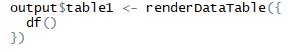 output$table1 <- renderDataTable({
  df()
})